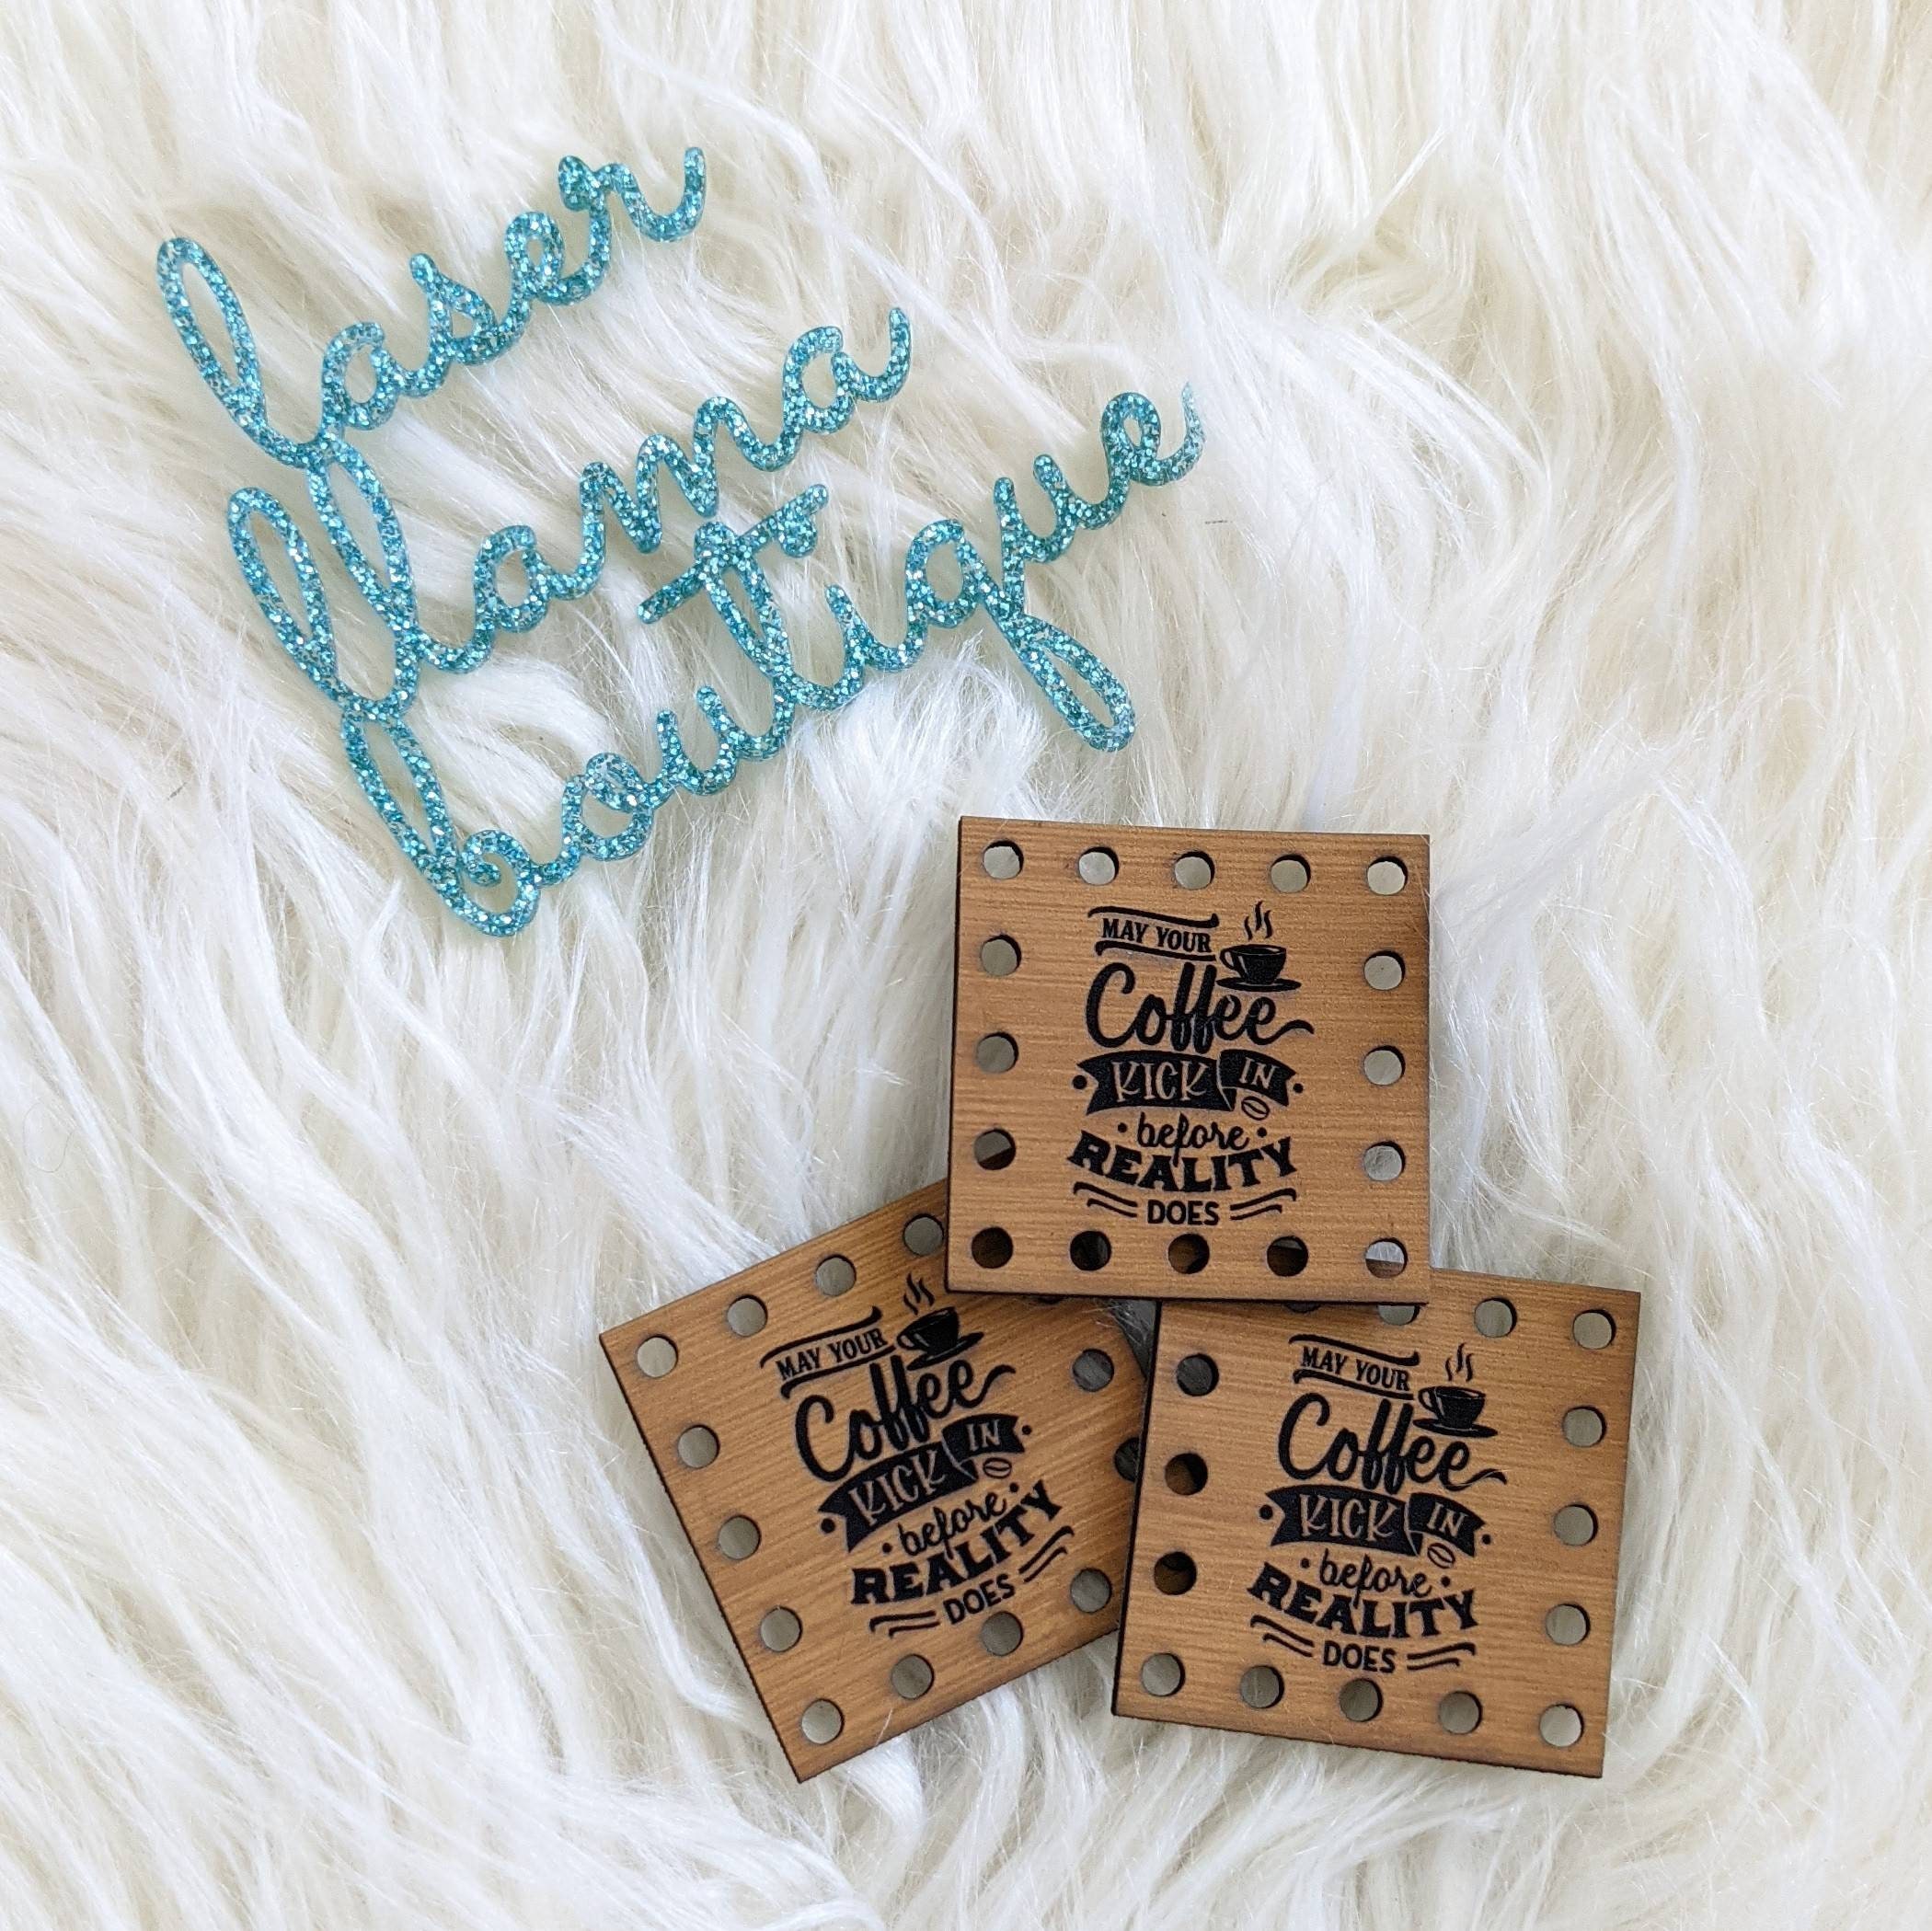 laser
llama
boutique
MAY YOUR
Coffee
KICK IN
before
REALITY
DOES
MAY YOUR
Coffee
KICK IN
before
REALITY
DOES
MAY YOUR
Coffee
KICK IN
before
REALITY
DOES